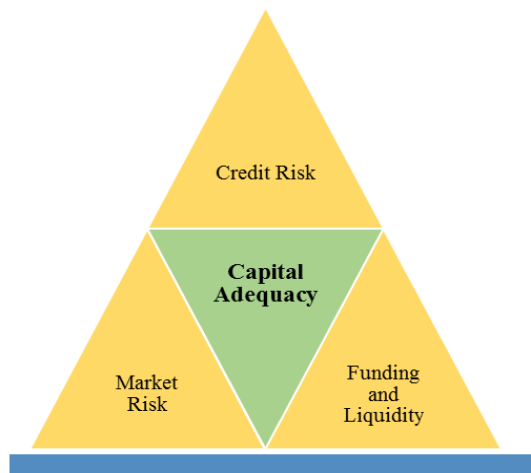 Credit Risk
Capital
Adequacy
Market
Risk
Funding
and
Liquidity